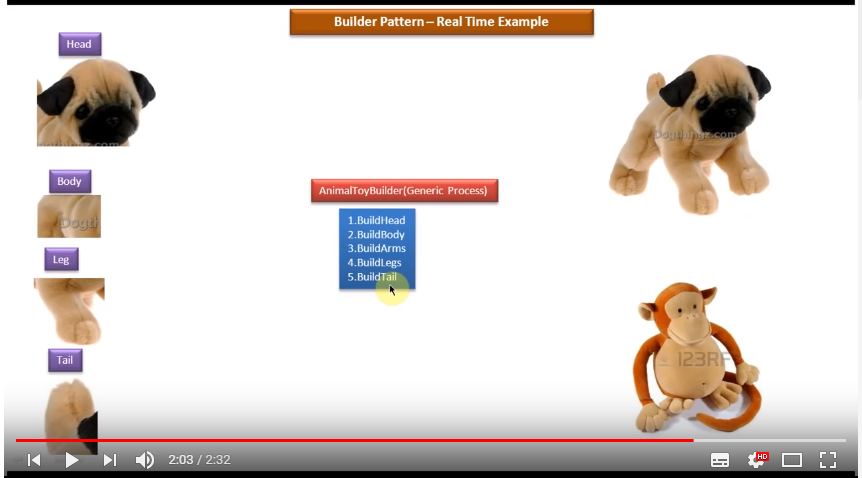 Builder Pattern – Real Time Example
Head
Dogthingz.com
Body
Dogthi
Leg
Tail
AnimalToyBuilder(Generic Process)
1.BuildHead
2.BuildBody
3.BuildArms
4.BuildLegs
5.BuildTail
123RF
2:03 / 2:32
HD